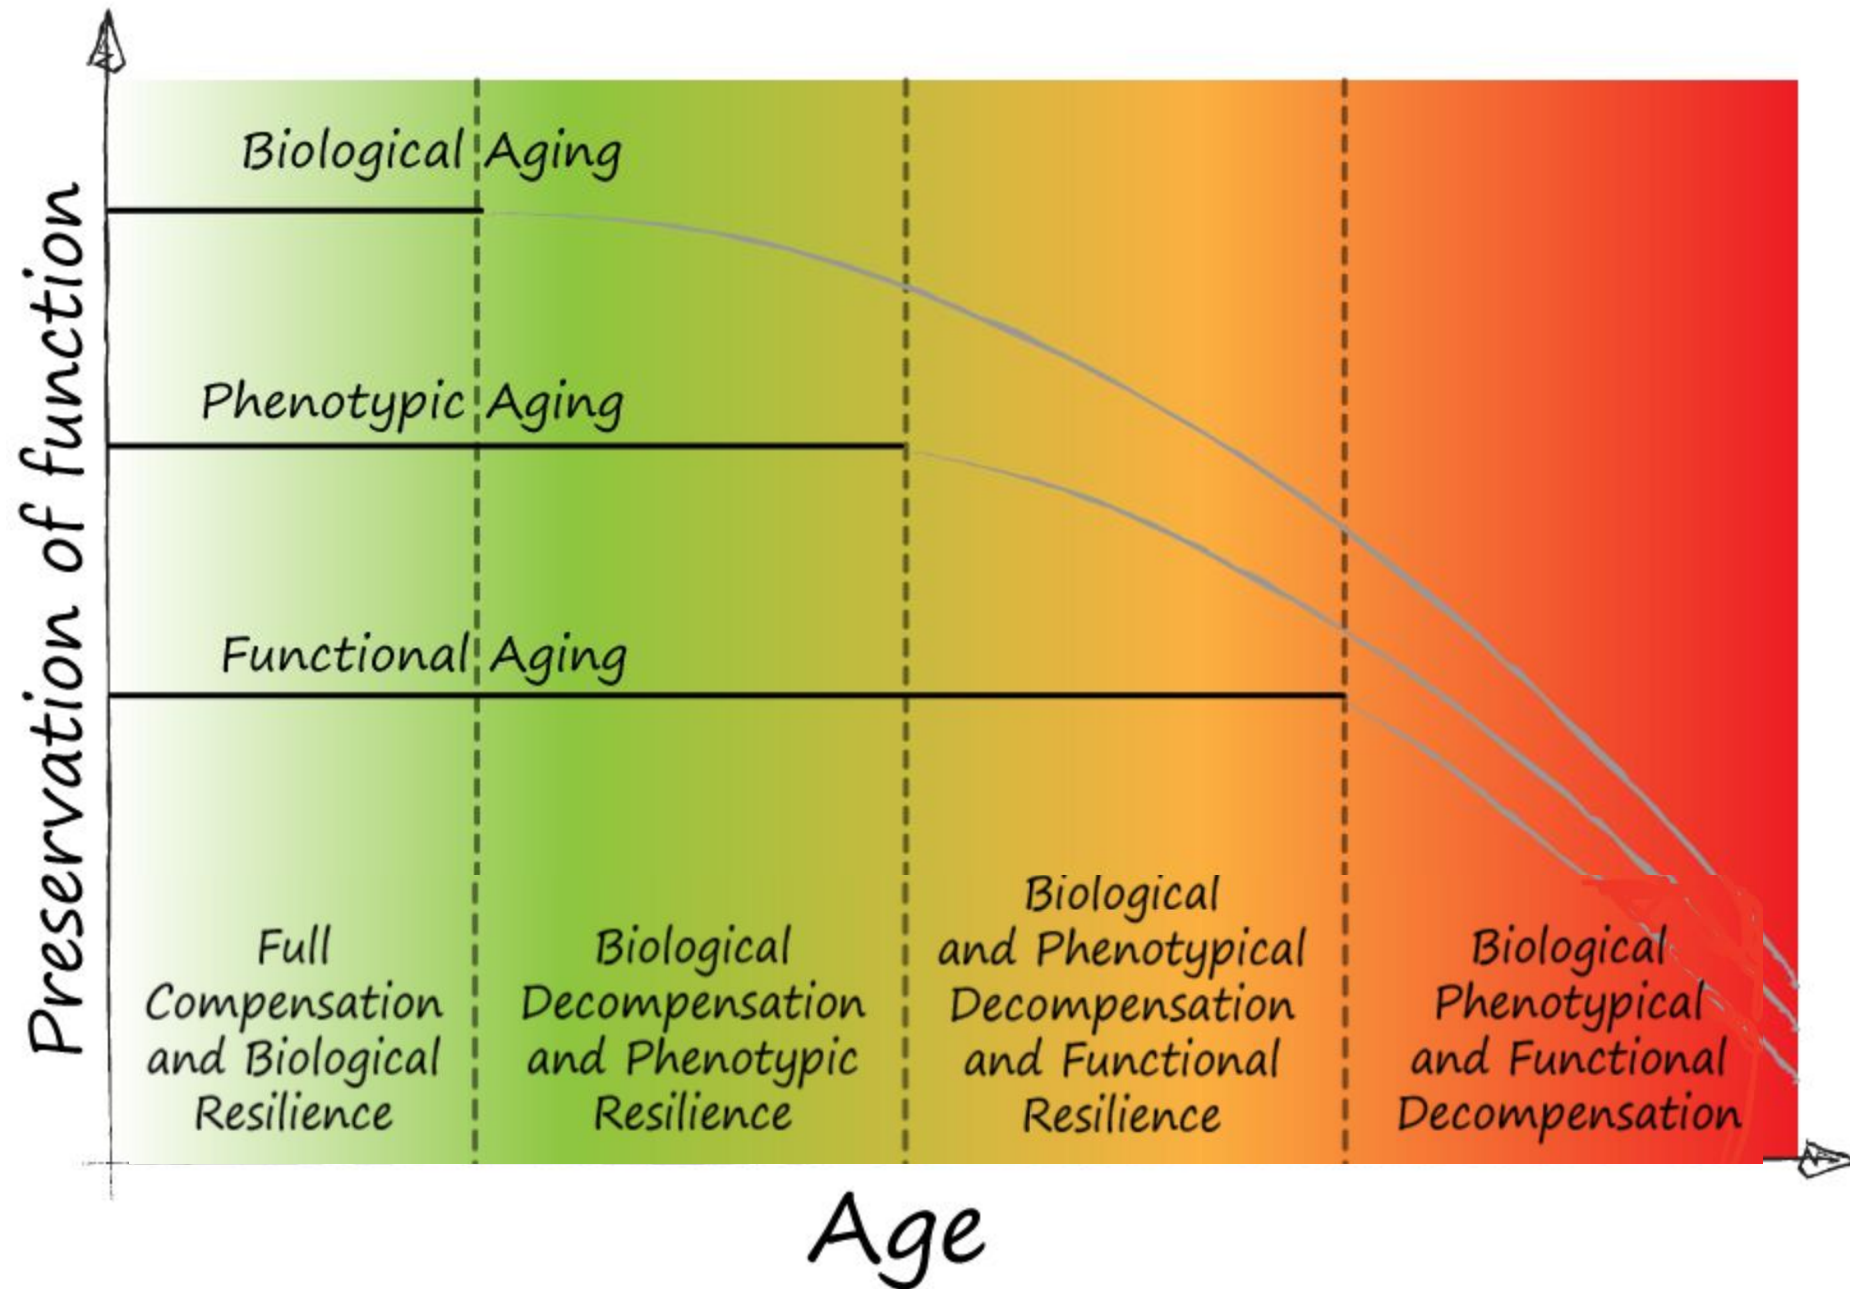 Preservation of function
Biological Aging
Phenotypic Aging
Functional Aging
Full
Compensation
and Biological
Resilience
Biological
Decompensation
and Phenotypic
Resilience
Biological
and Phenotypical
Decompensation
and Functional
Resilience
Biological
Phenotypical
and Functional
Decompensation
Age